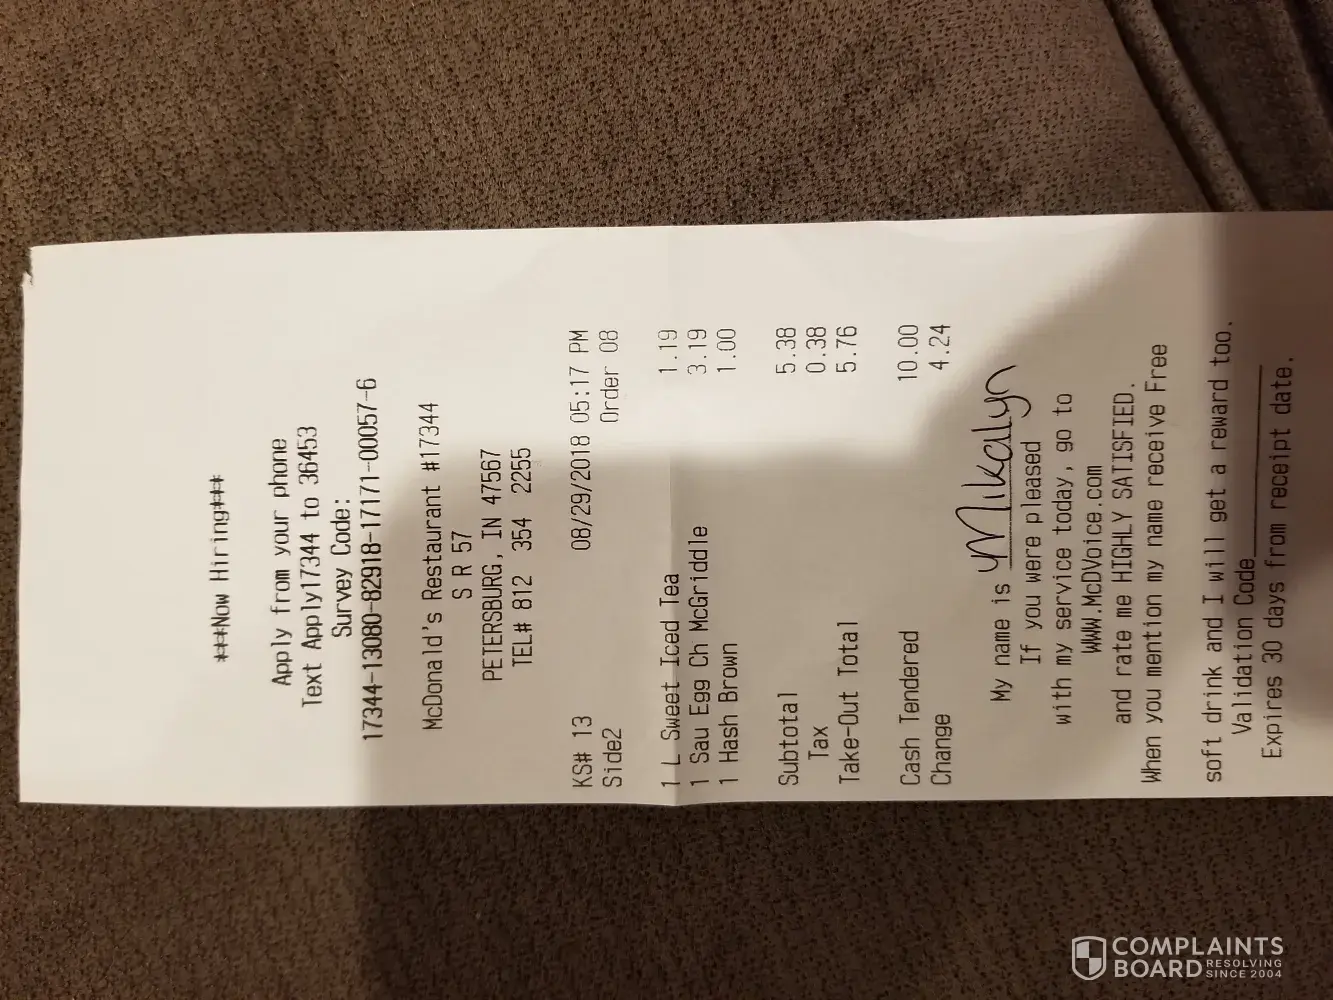 ***Now Hiring***
Apply from your phone
Text Apply17344 to 36453
Survey Code:
17344-13080-82918-17171-00057-6
McDonald's Restaurant #17344
S R 57
PETERSBURG, IN 47567
TEL# 812 354 2255
KS# 13 08/29/2018 05:17 PM
Side2 Order 08
1 L Sweet Iced Tea 1.19
1 Sau Egg Ch McGriddle 3.19
1 Hash Brown 1.00
Subtotal 5.38
Tax 0.38
Take-Out Total 5.76
Cash Tendered 10.00
Change 4.24
My name is Mikalyn
If you were pleased
with my service today, go to
WWW.McDVoice.com
and rate me HIGHLY SATISFIED.
When you mention my name receive Free
soft drink and I will get a reward too.
Validation Code________
Expires 30 days from receipt date.
COMPLAINTS
BOARD RESOLVING
SINCE 2004